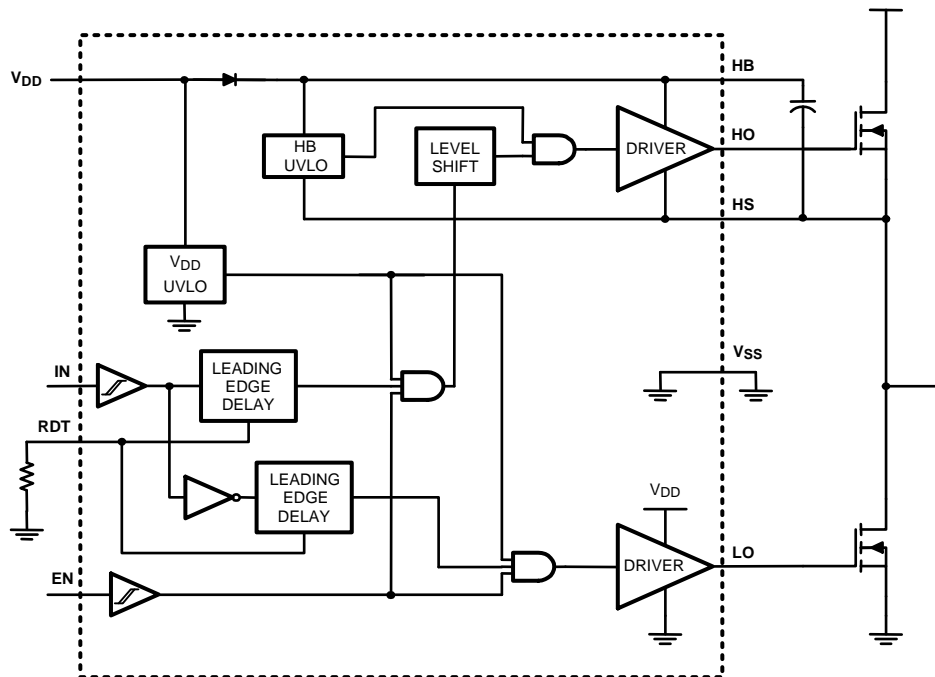 VDD
HB
HB
UVLO
LEVEL
SHIFT
DRIVER
HO
HS
VDD
UVLO
VSS
IN
LEADING
EDGE
DELAY
RDT
LEADING
EDGE
DELAY
VDD
DRIVER
LO
EN